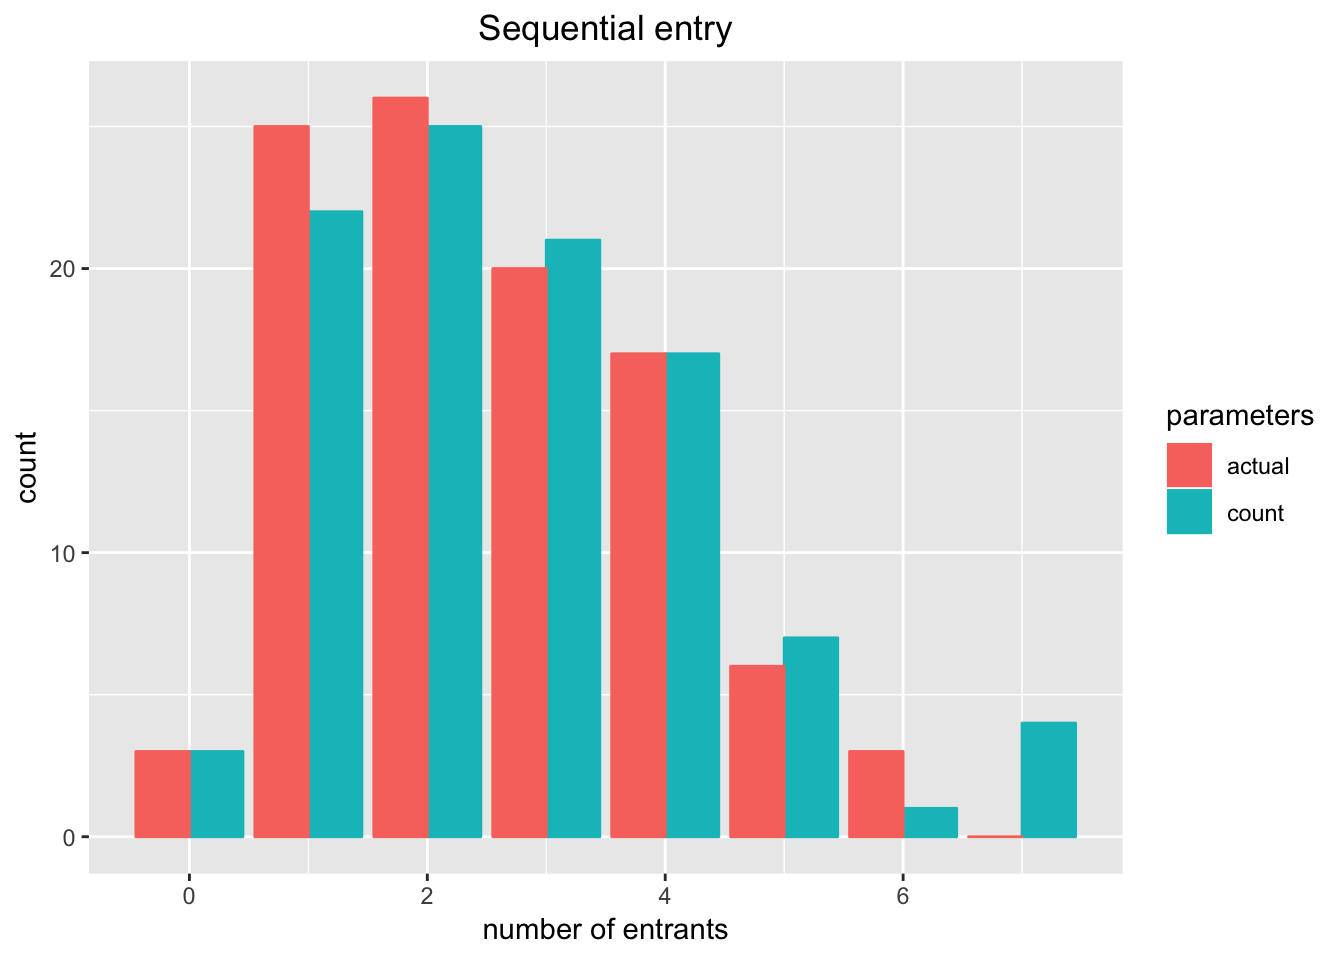 Sequential entry
count
20
10
0
0
2
4
6
number of entrants
parameters
actual
count